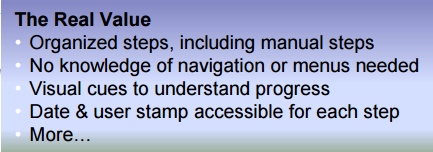 The Real Value
• Organized steps, including manual steps
• No knowledge of navigation or menus needed
• Visual cues to understand progress
• Date & user stamp accessible for each step
• More…